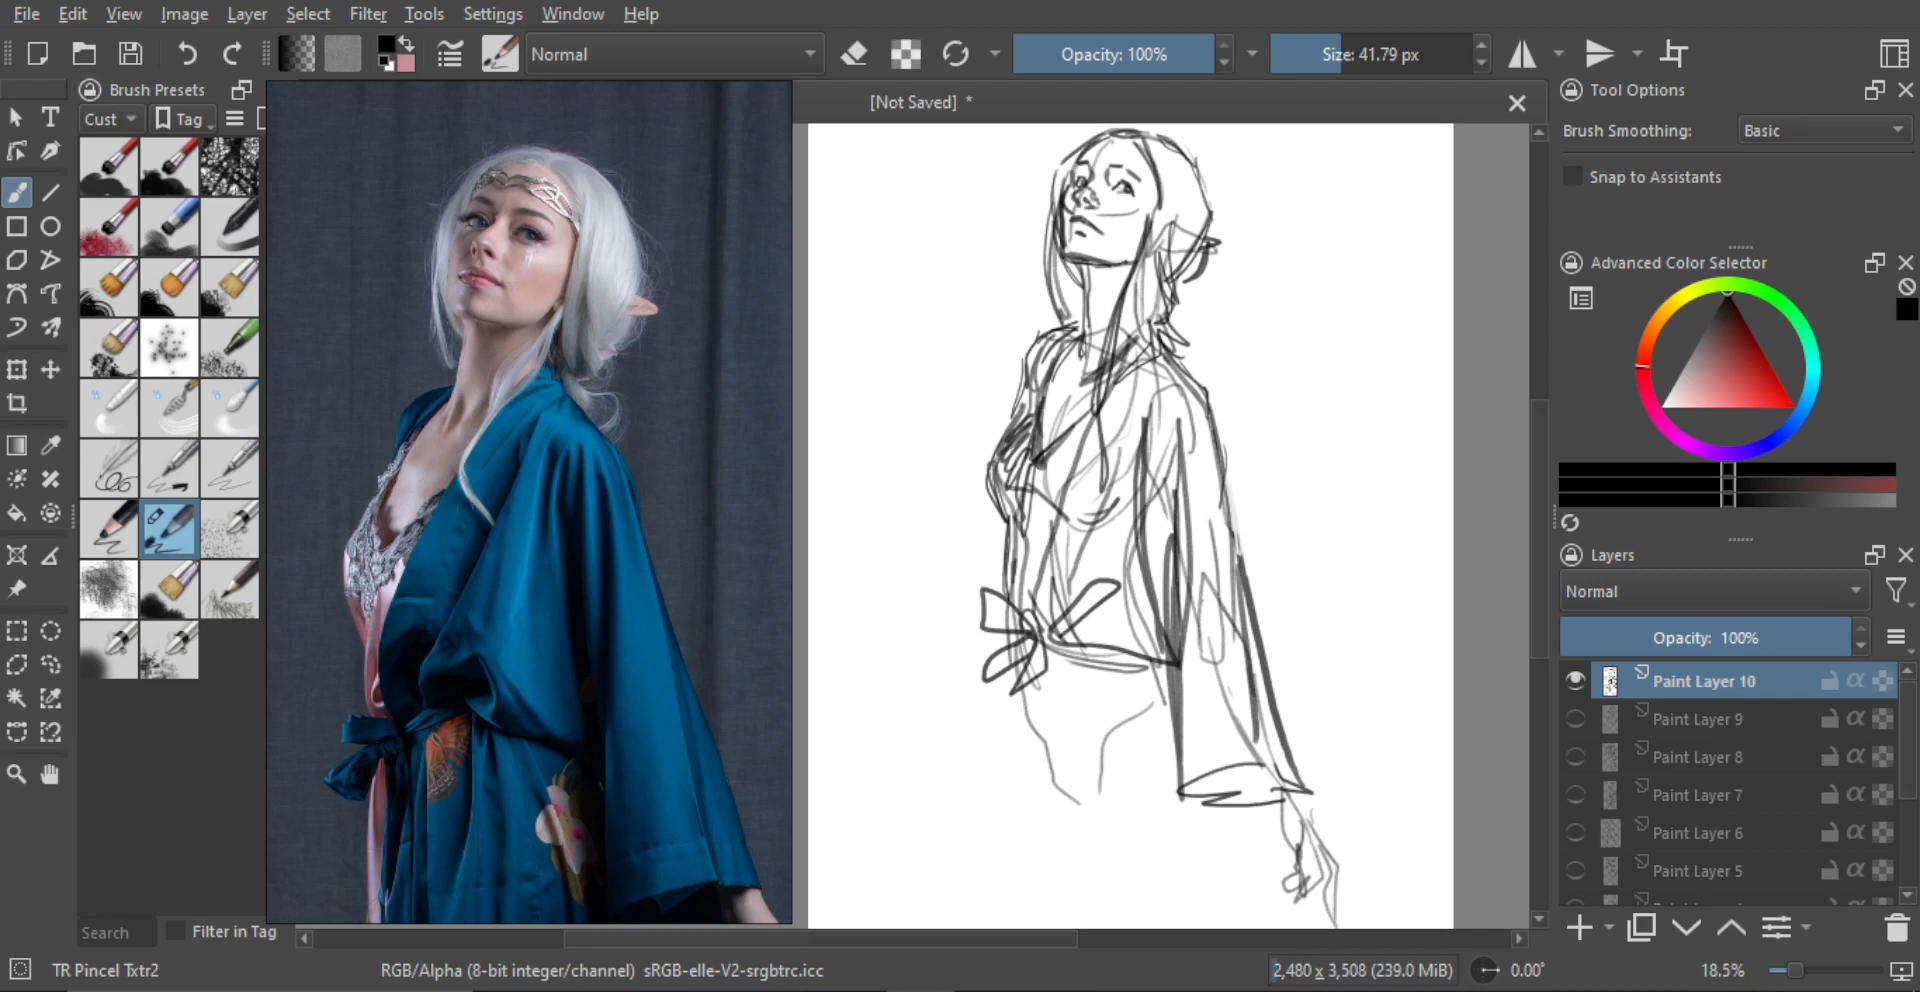 File Edit View Image Layer Select Filter Tools Settings Window Help
Normal
Opacity: 100%
Size: 41.79 px
Brush Presets
[Not Saved] *
Tool Options
Cust
Tag
Brush Smoothing:
Basic
Snap to Assistants
Advanced Color Selector
Layers
Normal
Opacity: 100%
Paint Layer 10
Paint Layer 9
Paint Layer 8
Paint Layer 7
Paint Layer 6
Paint Layer 5
Search
Filter in Tag
TR Pincel Txtr2
RGB/Alpha (8-bit integer/channel) sRGB-elle-V2-srgbtrc.icc
2,480 x 3,508 (239.0 MiB)
0.00°
18.5%